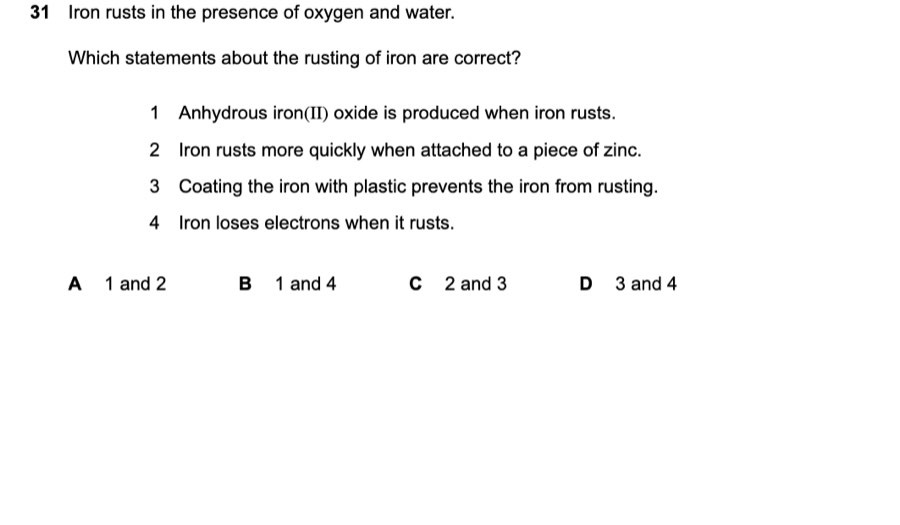 31 Iron rusts in the presence of oxygen and water.
Which statements about the rusting of iron are correct?
1 Anhydrous iron(II) oxide is produced when iron rusts.
2 Iron rusts more quickly when attached to a piece of zinc.
3 Coating the iron with plastic prevents the iron from rusting.
4 Iron loses electrons when it rusts.
A 1 and 2 B 1 and 4 C 2 and 3 D 3 and 4